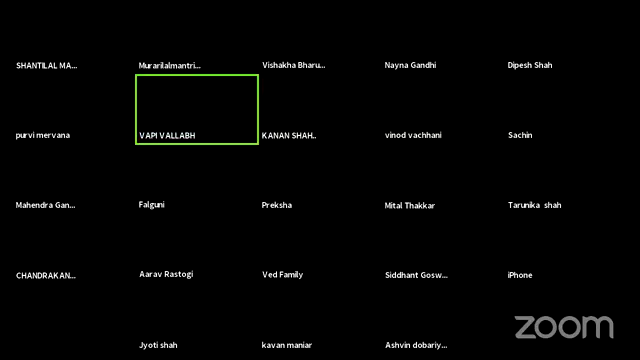 SHANTILAL MA...
Murarilalmantri...
Vishakha Bharu...
Nayna Gandhi
Dipesh Shah
purvi mervana
VAPI VALLABH
KANAN SHAH..
vinod vachhani
Sachin
Mahendra Gan...
Falguni
Preksha
Mital Thakkar
Tarunika shah
CHANDRAKAN...
Aarav Rastogi
Ved Family
Siddhant Gosw...
iPhone
zoom
Jyoti shah
kavan maniar
Ashvin dobariy...